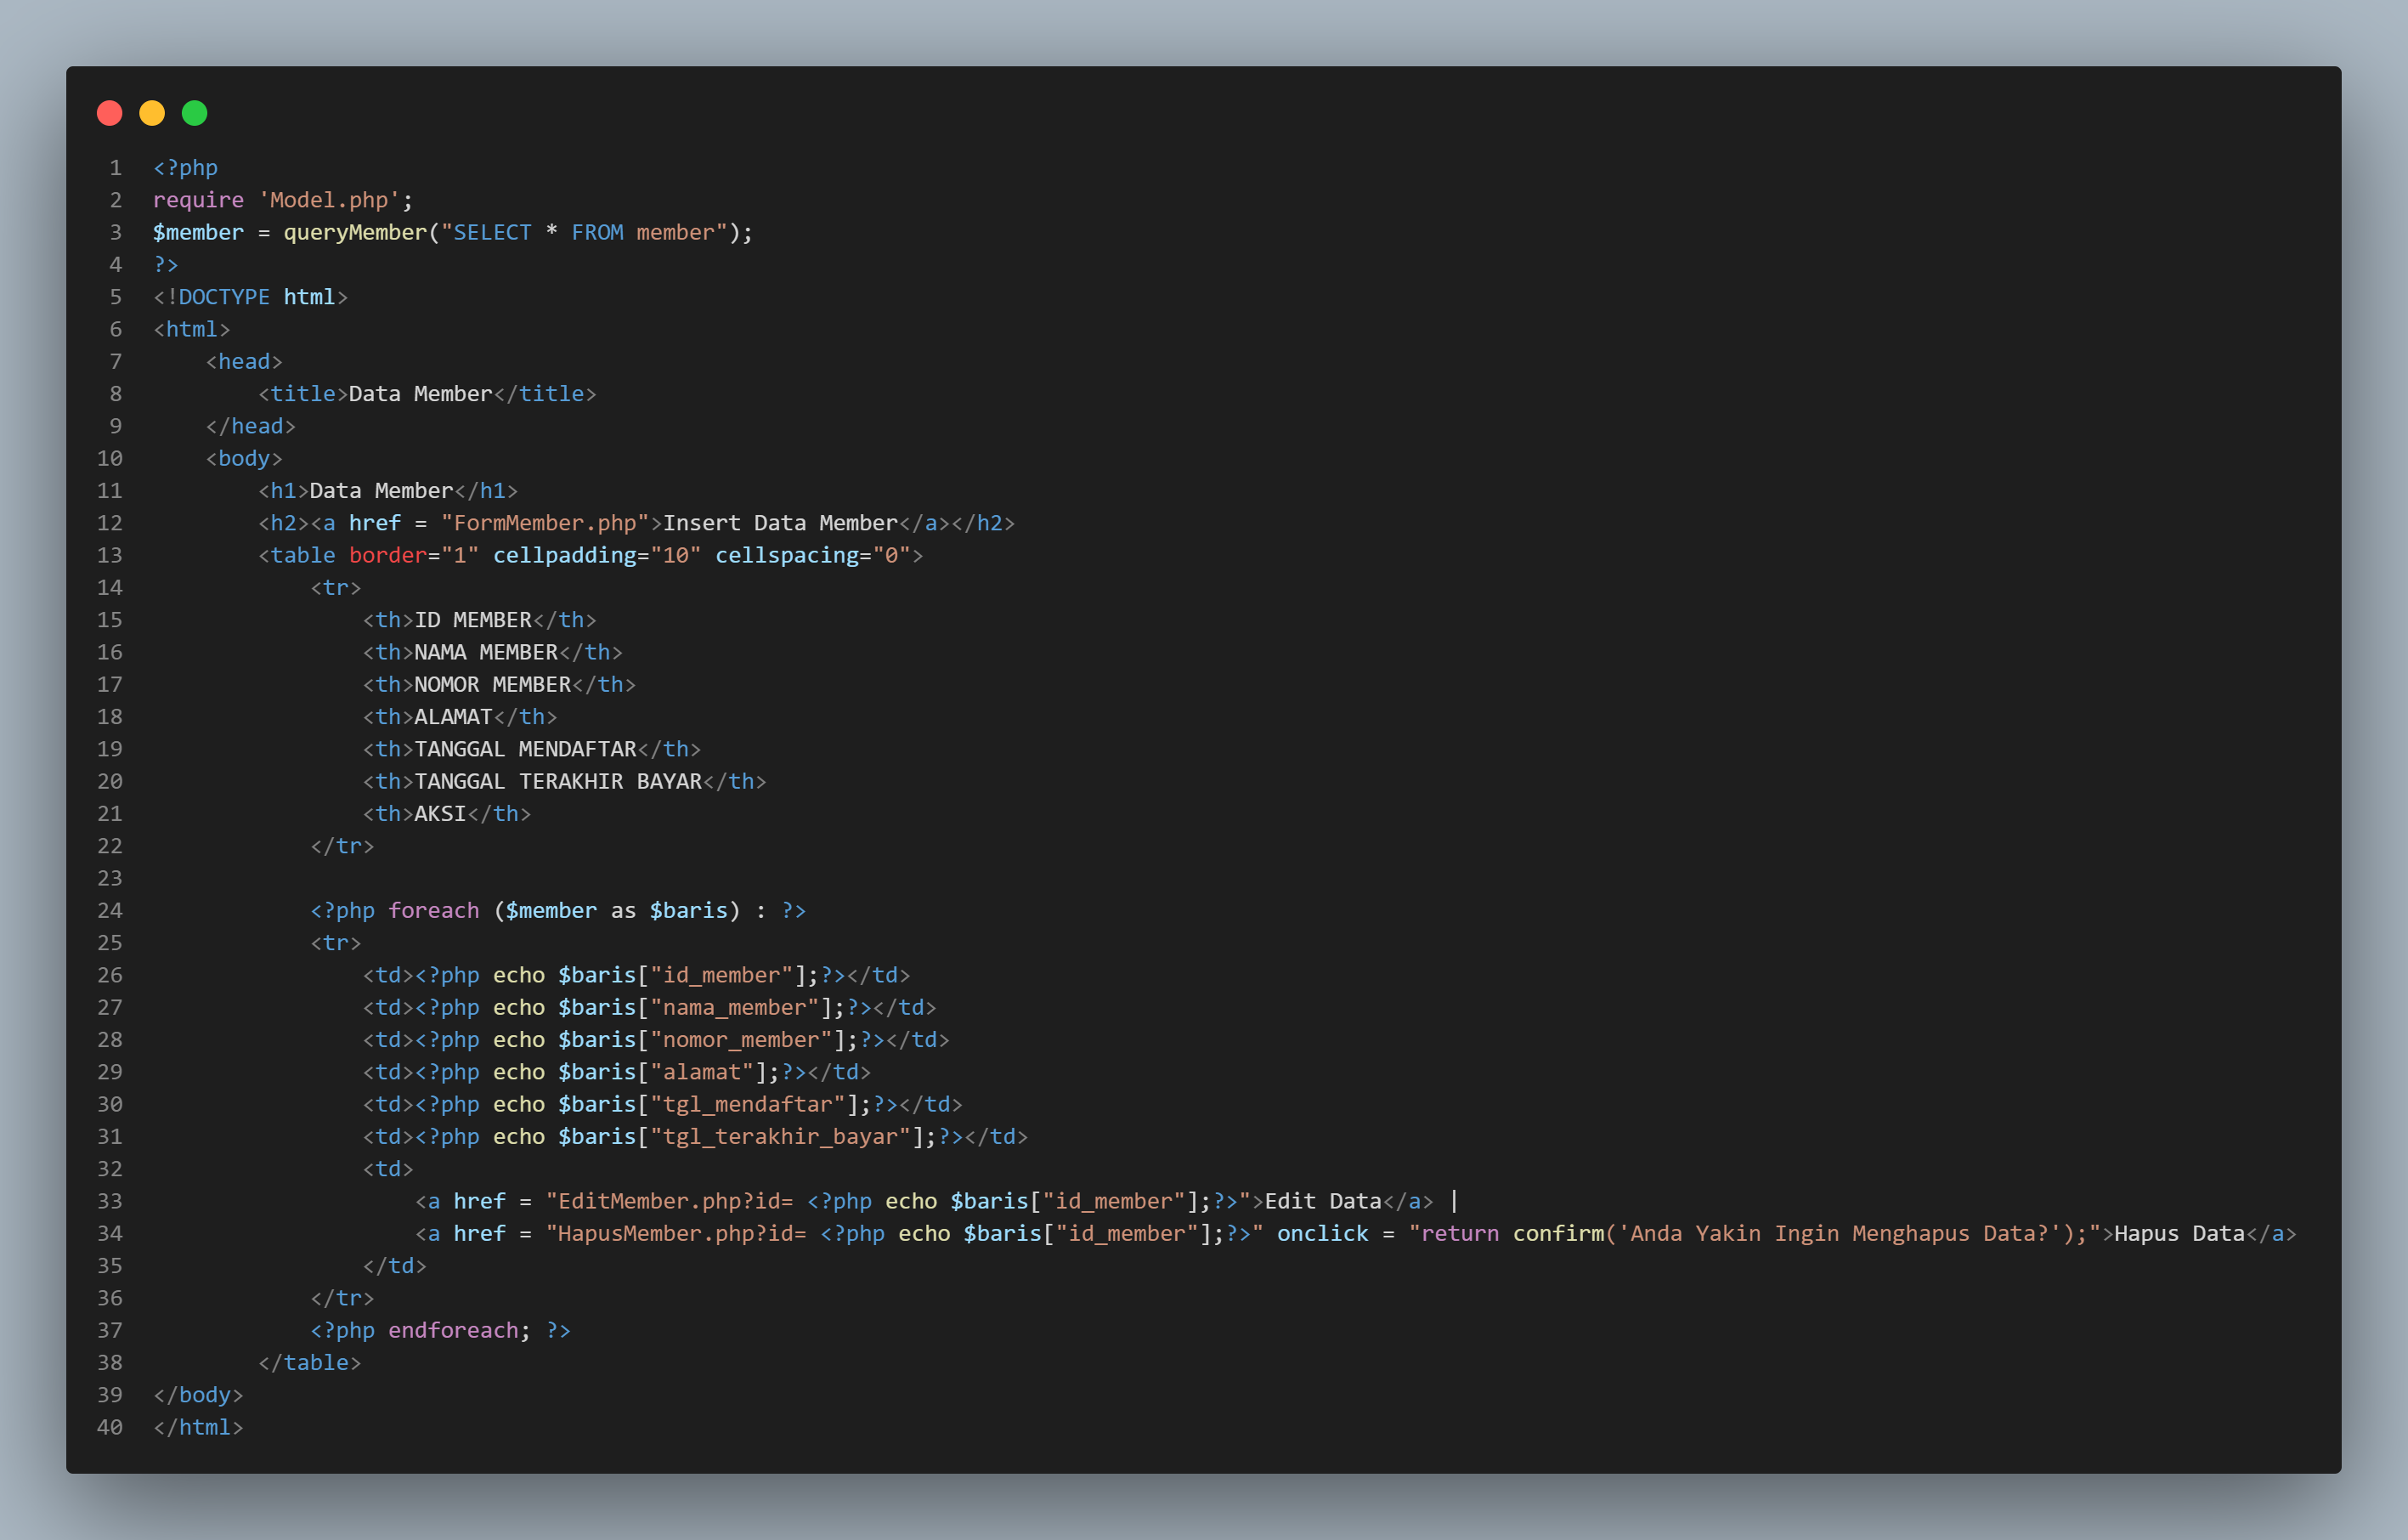 1 <?php
2 require 'Model.php';
3 $member = queryMember("SELECT * FROM member");
4 ?>
5 <!DOCTYPE html>
6 <html>
7     <head>
8         <title>Data Member</title>
9     </head>
10     <body>
11         <h1>Data Member</h1>
12         <h2><a href = "FormMember.php">Insert Data Member</a></h2>
13         <table border="1" cellpadding="10" cellspacing="0">
14             <tr>
15                 <th>ID MEMBER</th>
16                 <th>NAMA MEMBER</th>
17                 <th>NOMOR MEMBER</th>
18                 <th>ALAMAT</th>
19                 <th>TANGGAL MENDAFTAR</th>
20                 <th>TANGGAL TERAKHIR BAYAR</th>
21                 <th>AKSI</th>
22             </tr>
23
24             <?php foreach ($member as $baris) : ?>
25             <tr>
26                 <td><?php echo $baris["id_member"];?></td>
27                 <td><?php echo $baris["nama_member"];?></td>
28                 <td><?php echo $baris["nomor_member"];?></td>
29                 <td><?php echo $baris["alamat"];?></td>
30                 <td><?php echo $baris["tgl_mendaftar"];?></td>
31                 <td><?php echo $baris["tgl_terakhir_bayar"];?></td>
32                 <td>
33                     <a href = "EditMember.php?id= <?php echo $baris["id_member"];?>">Edit Data</a> |
34                     <a href = "HapusMember.php?id= <?php echo $baris["id_member"];?>" onclick = "return confirm('Anda Yakin Ingin Menghapus Data?');">Hapus Data</a>
35                 </td>
36             </tr>
37             <?php endforeach; ?>
38         </table>
39 </body>
40 </html>